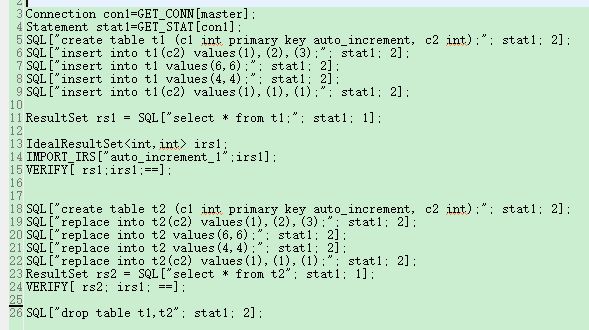 2
3 Connection con1=GET_CONN[master];
4 Statement stat1=GET_STAT[con1];
5 SQL["create table t1 (c1 int primary key auto_increment, c2 int);"; stat1; 2];
6 SQL["insert into t1(c2) values(1),(2),(3);"; stat1; 2];
7 SQL["insert into t1 values(6,6);"; stat1; 2];
8 SQL["insert into t1 values(4,4);"; stat1; 2];
9 SQL["insert into t1(c2) values(1),(1),(1);"; stat1; 2];
10
11 ResultSet rs1 = SQL["select * from t1;"; stat1; 1];
12
13 IdealResultSet<int,int> irs1;
14 IMPORT_IRS["auto_increment_1";irs1];
15 VERIFY[ rs1;irs1;==];
16
17
18 SQL["create table t2 (c1 int primary key auto_increment, c2 int);"; stat1; 2];
19 SQL["replace into t2(c2) values(1),(2),(3);"; stat1; 2];
20 SQL["replace into t2 values(6,6);"; stat1; 2];
21 SQL["replace into t2 values(4,4);"; stat1; 2];
22 SQL["replace into t2(c2) values(1),(1),(1);"; stat1; 2];
23 ResultSet rs2 = SQL["select * from t2"; stat1; 1];
24 VERIFY[ rs2; irs1; ==];
25
26 SQL["drop table t1,t2"; stat1; 2];